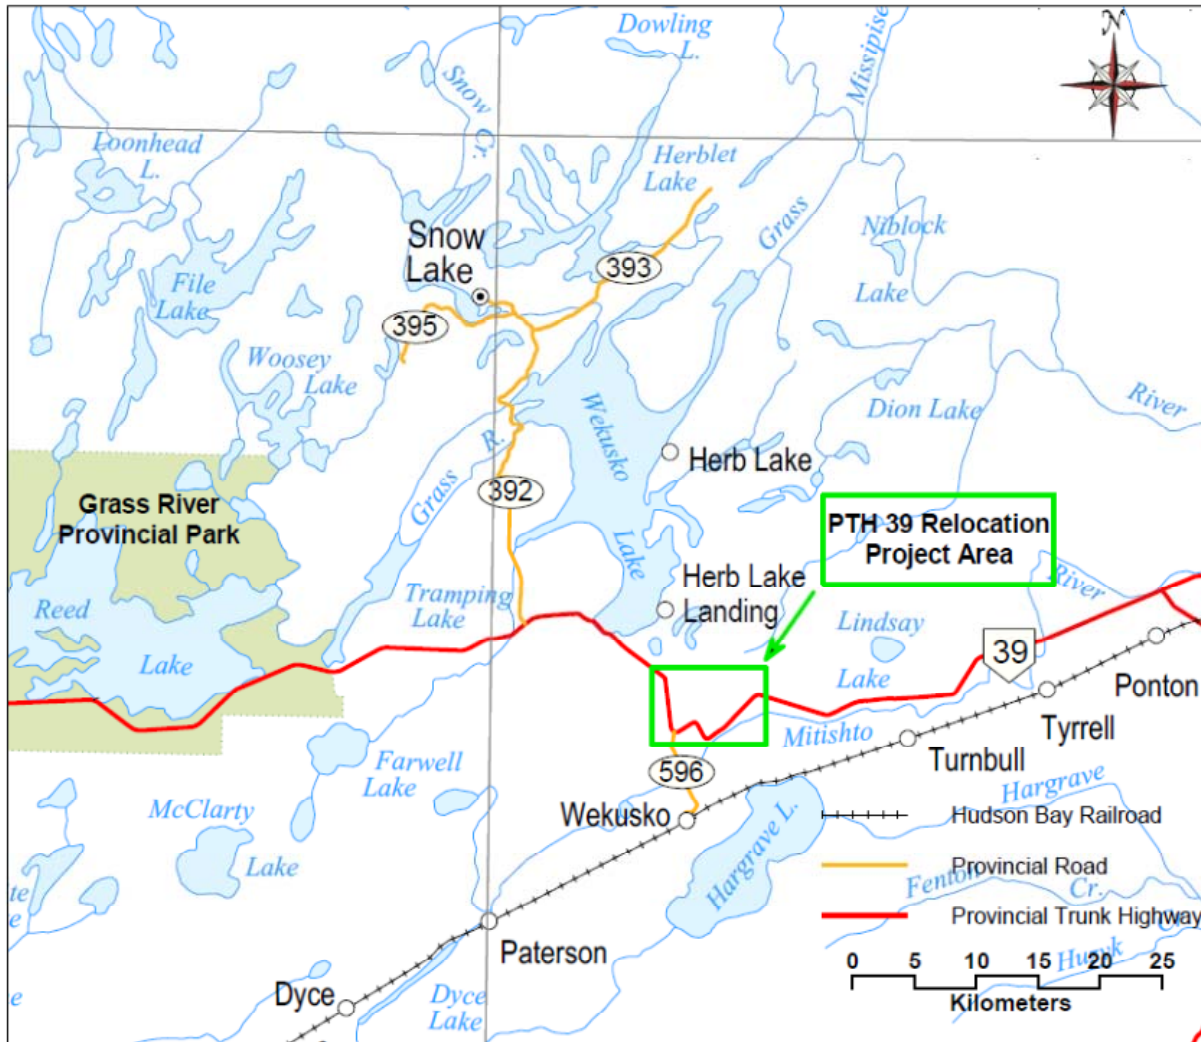 Dowling
L.
N
Missipise
Snow Cr.
Loonhead
L.
Herblet
Lake
Grass
Niblock
Lake
Snow
Lake
393
File
Lake
395
Woosey
Lake
Wekusko
Lake
Dion Lake
River
Grass R.
Herb Lake
392
Grass River
Provincial Park
PTH 39 Relocation
Project Area
Herb Lake
Landing
Tramping
Lake
River
Reed
Lake
Lindsay
Lake
39
Ponton
Mitishto
Tyrrell
Turnbull
Farwell
Lake
596
Hargrave
McClarty
Lake
Wekusko
Hargrave L.
Hudson Bay Railroad
Provincial Road
te
e
Fenton
Cr.
Provincial Trunk Highway
Cr.
Paterson
Dyce
Dyce
Lake
e
0 5 10 15 20 25
Kilometers